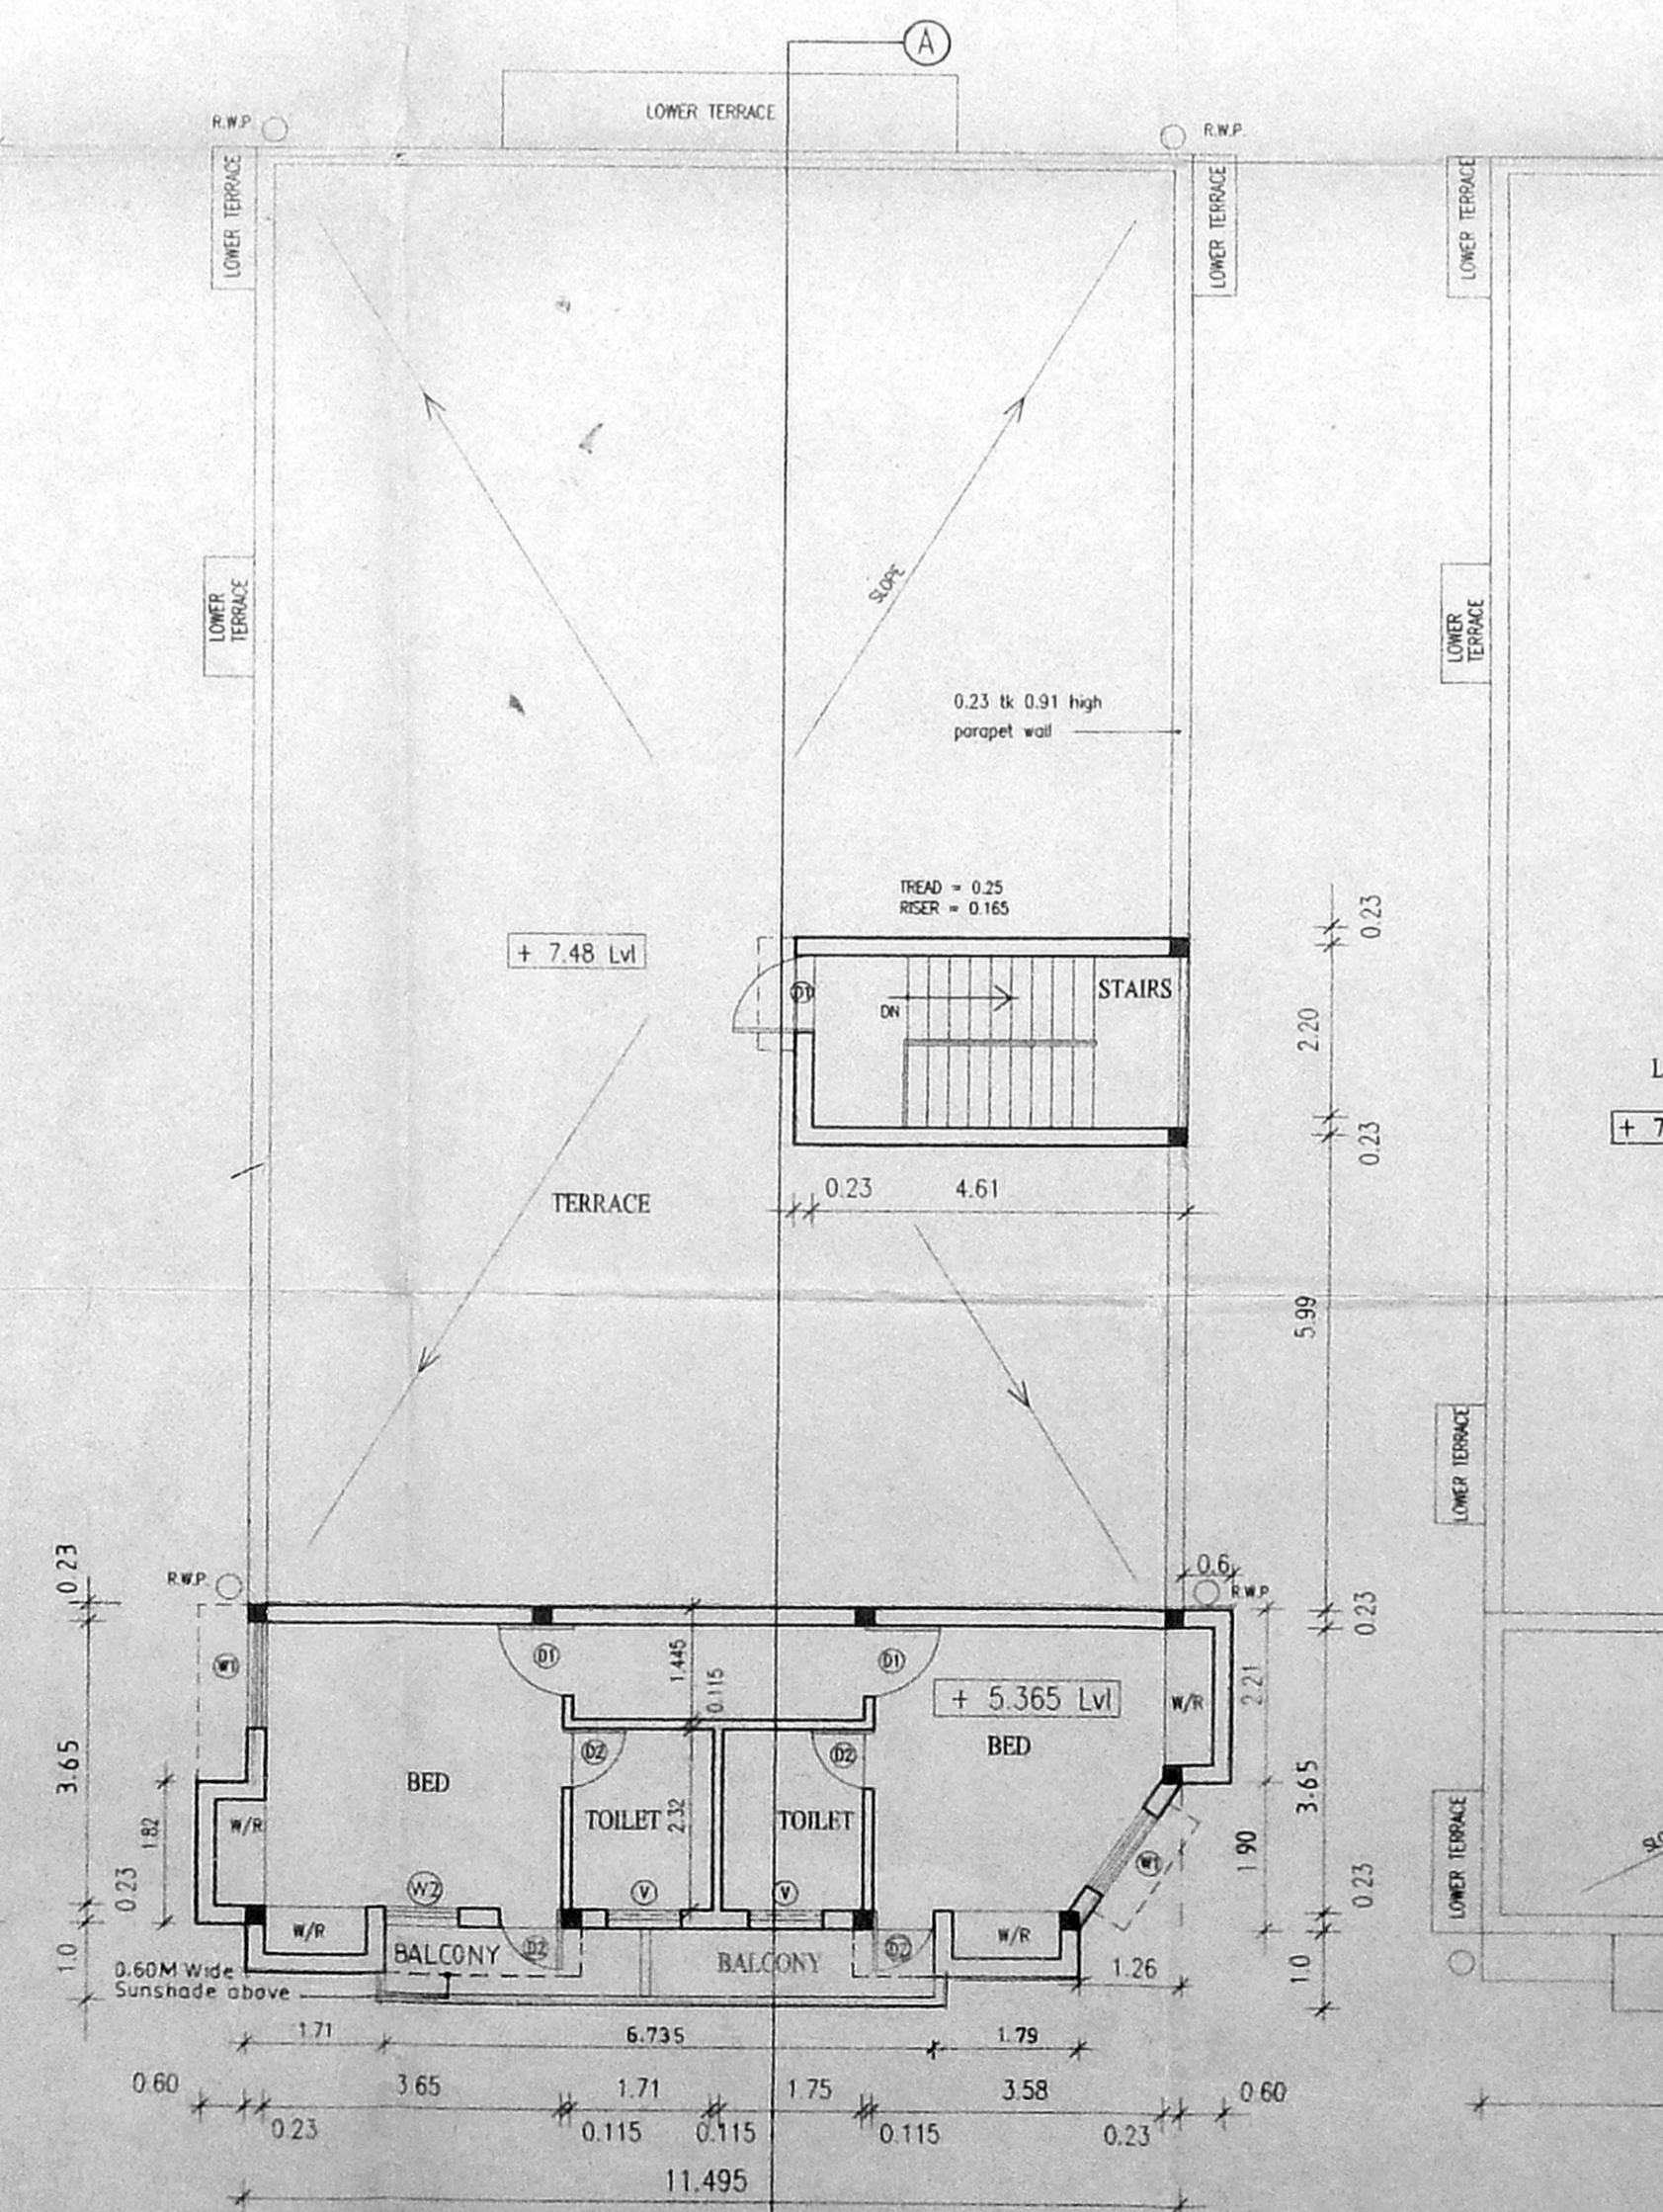 A
LOWER TERRACE
R.W.P.
R.W.P.
LOWER TERRACE
LOWER TERRACE
LOWER TERRACE
SLOPE
LOWER
TERRACE
LOWER
TERRACE
0.23 tk 0.91 high
parapet wall
TREAD = 0.25
RISER = 0.165
0.23
+ 7.48 Lvl
D1
DN
STAIRS
2.20
L
+ 7
0.23
TERRACE
0.23
4.61
5.99
LOWER TERRACE
0.23
R.W.P.
0.6
R.W.P.
0.23
W1
D1
1.445
0.115
D1
+ 5.365 Lvl
W/R
2.21
BED
3.65
BED
D2
D2
TOILET
2.32
TOILET
3.65
W/R
1.82
W1
1.90
LOWER TERRACE
0.23
W2
V
V
0.23
W/R
BALCONY
D2
BALCONY
D2
W/R
1.0
1.26
1.0
0.60M Wide
Sunshade above
1.71
6.735
1.79
0.60
3.65
1.71
1.75
3.58
0.60
0.23
0.115
0.115
0.115
0.23
11.495